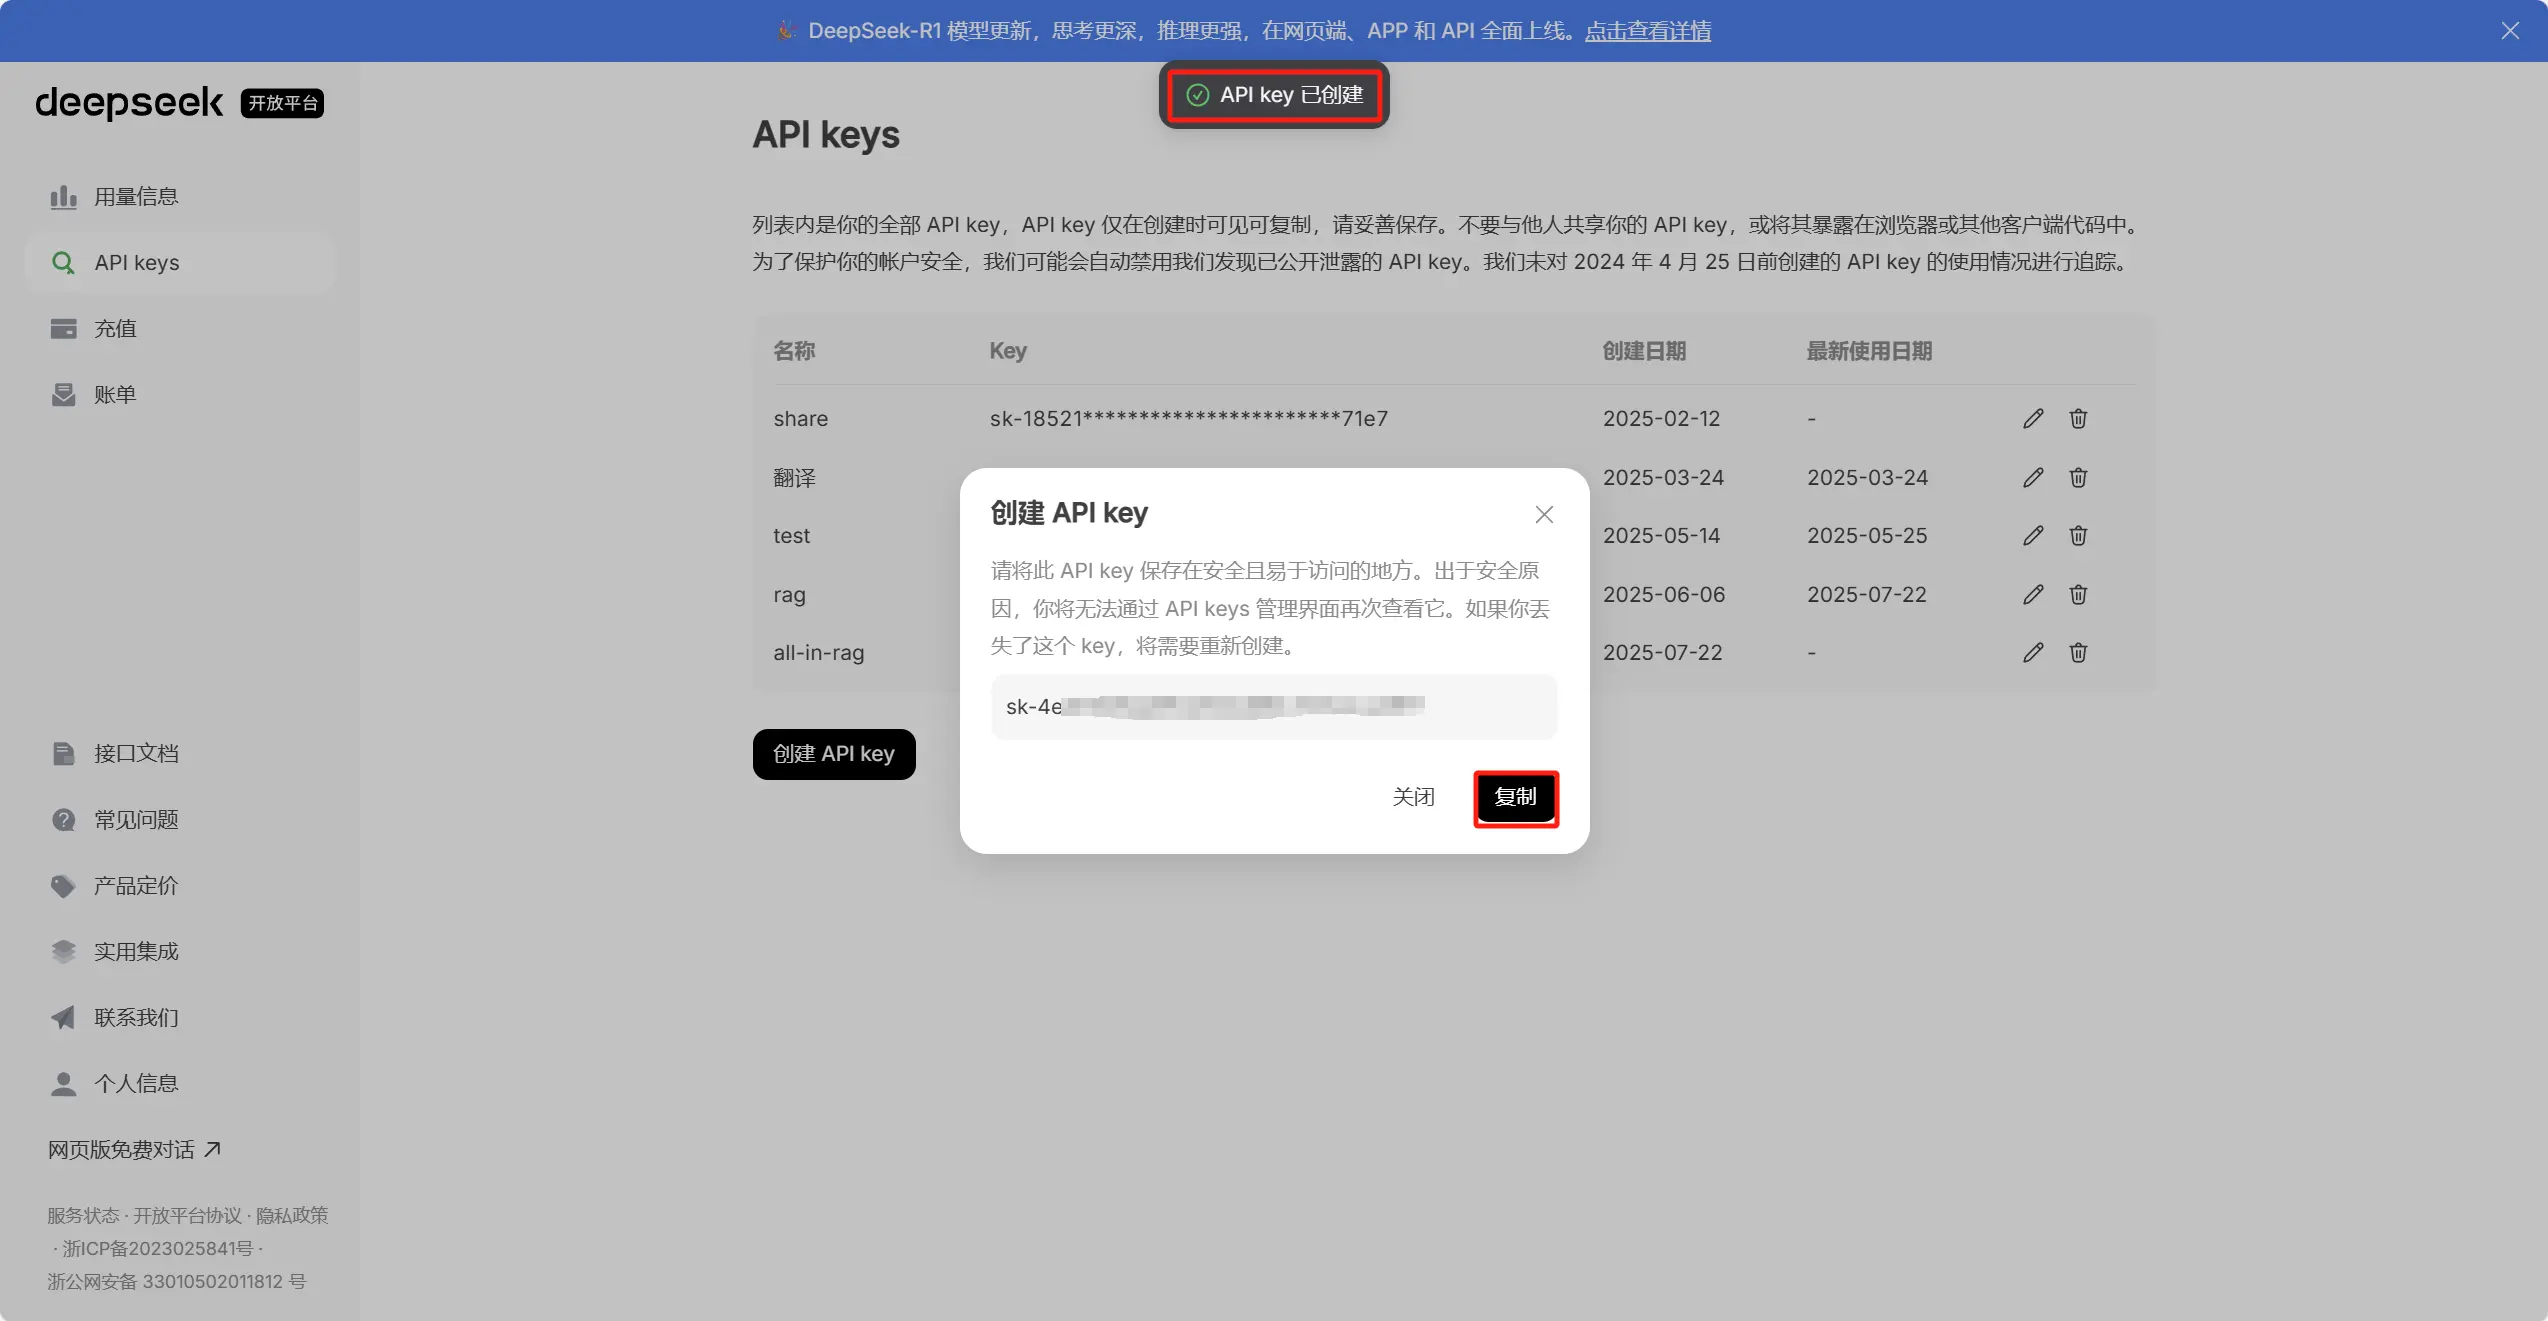 DeepSeek-R1 模型更新，思考更深，推理更强，在网页端、APP 和 API 全面上线。点击查看详情
deepseek 开放平台
API key 已创建
用量信息
API keys
充值
账单
接口文档
常见问题
产品定价
实用集成
联系我们
个人信息
网页版免费对话
服务状态 · 开放平台协议 · 隐私政策
· 浙ICP备2023025841号 ·
浙公网安备 33010502011812 号
API keys
列表内是你的全部 API key，API key 仅在创建时可见可复制，请妥善保存。不要与他人共享你的 API key，或将其暴露在浏览器或其他客户端代码中。
为了保护你的帐户安全，我们可能会自动禁用我们发现已公开泄露的 API key。我们未对 2024 年 4 月 25 日前创建的 API key 的使用情况进行追踪。
名称 Key 创建日期 最新使用日期
share sk-18521***********************71e7 2025-02-12 -
翻译 2025-03-24 2025-03-24
test 2025-05-14 2025-05-25
rag 2025-06-06 2025-07-22
all-in-rag 2025-07-22 -
创建 API key
创建 API key
请将此 API key 保存在安全且易于访问的地方。出于安全原
因，你将无法通过 API keys 管理界面再次查看它。如果你丢
失了这个 key，将需要重新创建。
sk-4e
关闭 复制